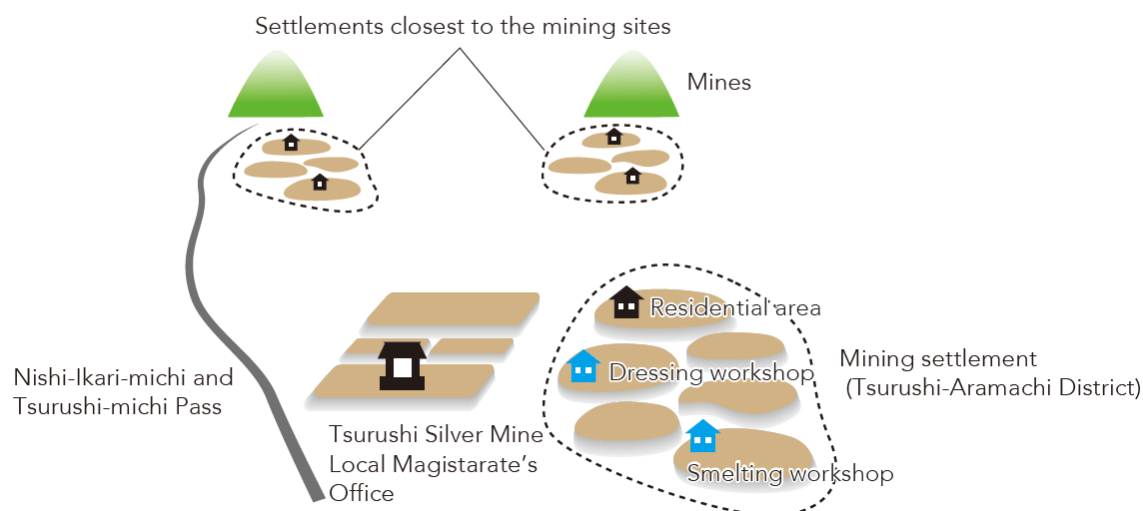 Settlements closest to the mining sites
Mines
Residential area
Dressing workshop
Mining settlement
(Tsurushi-Aramachi District)
Nishi-Ikari-michi and
Tsurushi-michi Pass
Tsurushi Silver Mine
Local Magistarate's
Office
Smelting workshop